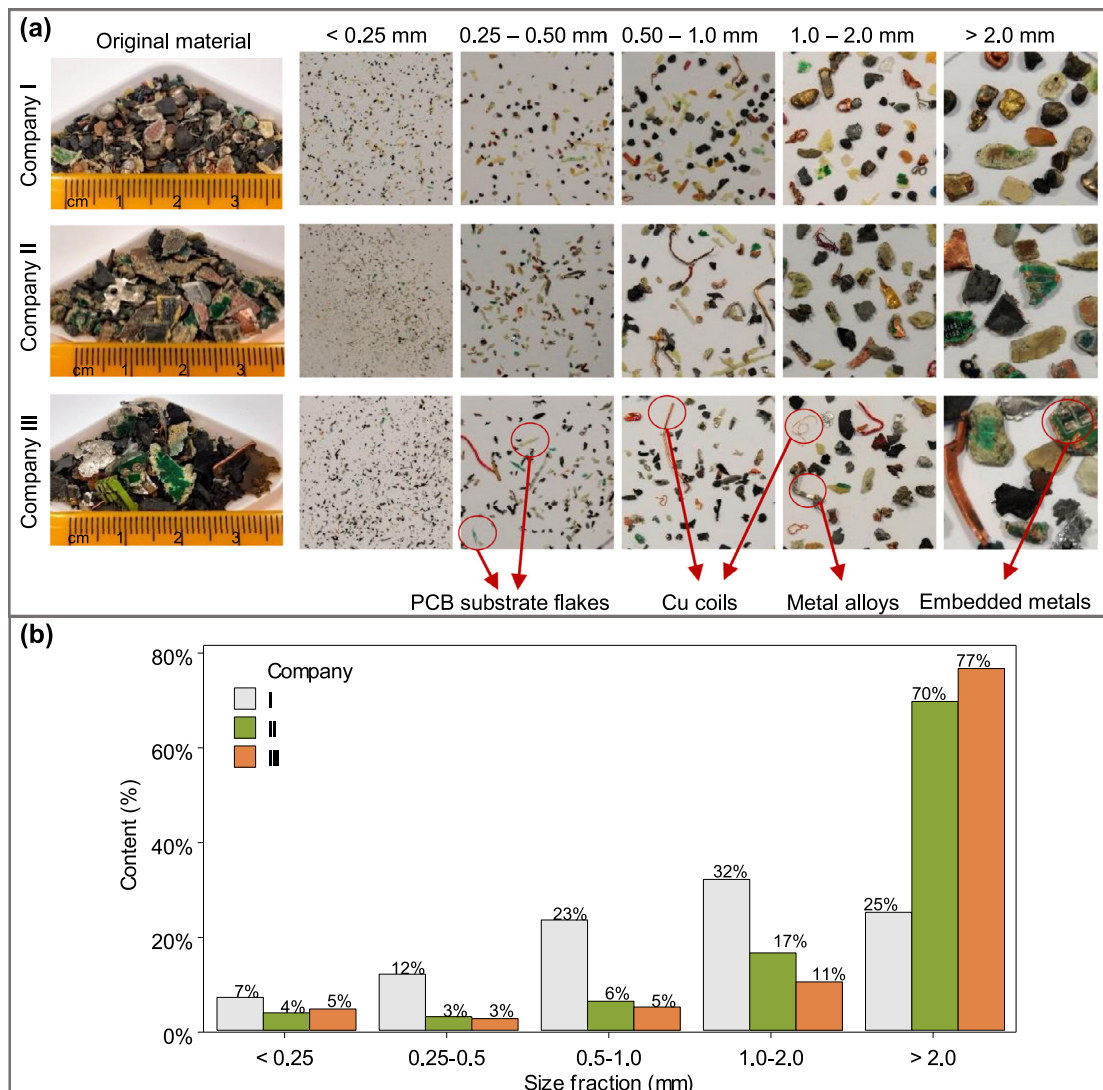 (a)
Original material
< 0.25 mm
0.25 – 0.50 mm
0.50 – 1.0 mm
1.0 – 2.0 mm
> 2.0 mm
Company I
cm 1 2 3
Company II
cm 1 2 3
Company III
cm 1 2 3
PCB substrate flakes
Cu coils
Metal alloys
Embedded metals
(b)
Company
I
II
III
Content (%)
80%
60%
40%
20%
0%
7%
4%
5%
12%
3%
3%
23%
6%
5%
32%
17%
11%
25%
70%
77%
< 0.25
0.25-0.5
0.5-1.0
1.0-2.0
> 2.0
Size fraction (mm)